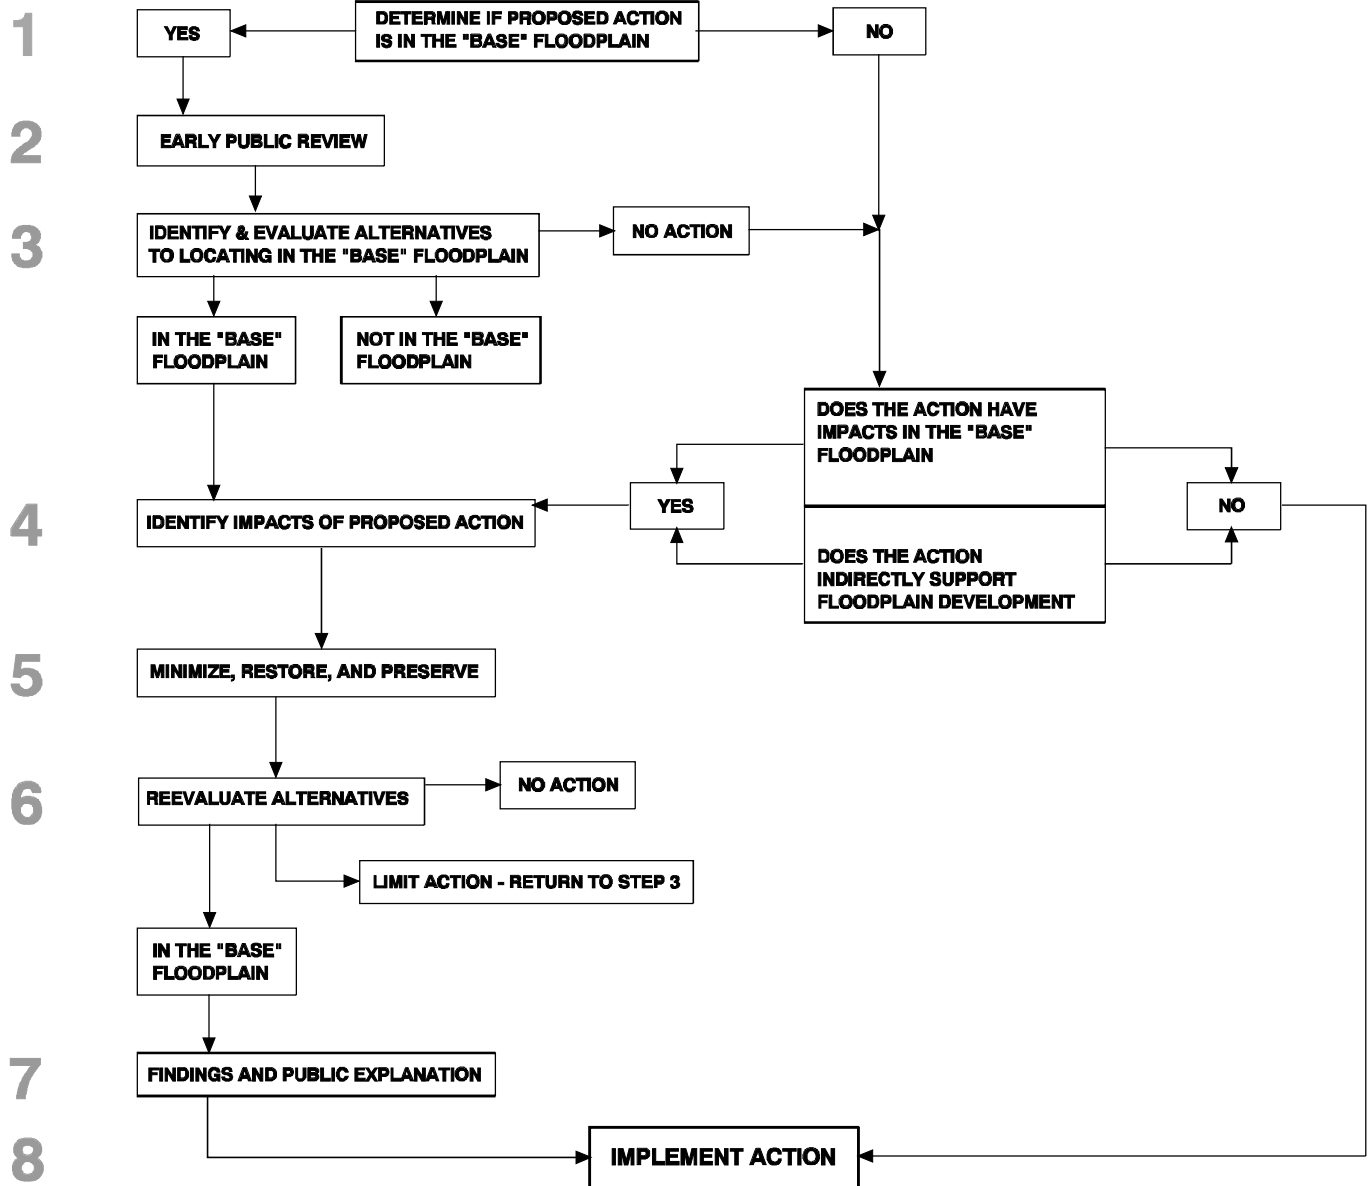 1
YES
DETERMINE IF PROPOSED ACTION
IS IN THE "BASE" FLOODPLAIN
NO
2
EARLY PUBLIC REVIEW
3
IDENTIFY & EVALUATE ALTERNATIVES
TO LOCATING IN THE "BASE" FLOODPLAIN
NO ACTION
IN THE "BASE"
FLOODPLAIN
NOT IN THE "BASE"
FLOODPLAIN
DOES THE ACTION HAVE
IMPACTS IN THE "BASE"
FLOODPLAIN
4
IDENTIFY IMPACTS OF PROPOSED ACTION
YES
NO
DOES THE ACTION
INDIRECTLY SUPPORT
FLOODPLAIN DEVELOPMENT
5
MINIMIZE, RESTORE, AND PRESERVE
6
REEVALUATE ALTERNATIVES
NO ACTION
LIMIT ACTION - RETURN TO STEP 3
IN THE "BASE"
FLOODPLAIN
7
FINDINGS AND PUBLIC EXPLANATION
8
IMPLEMENT ACTION